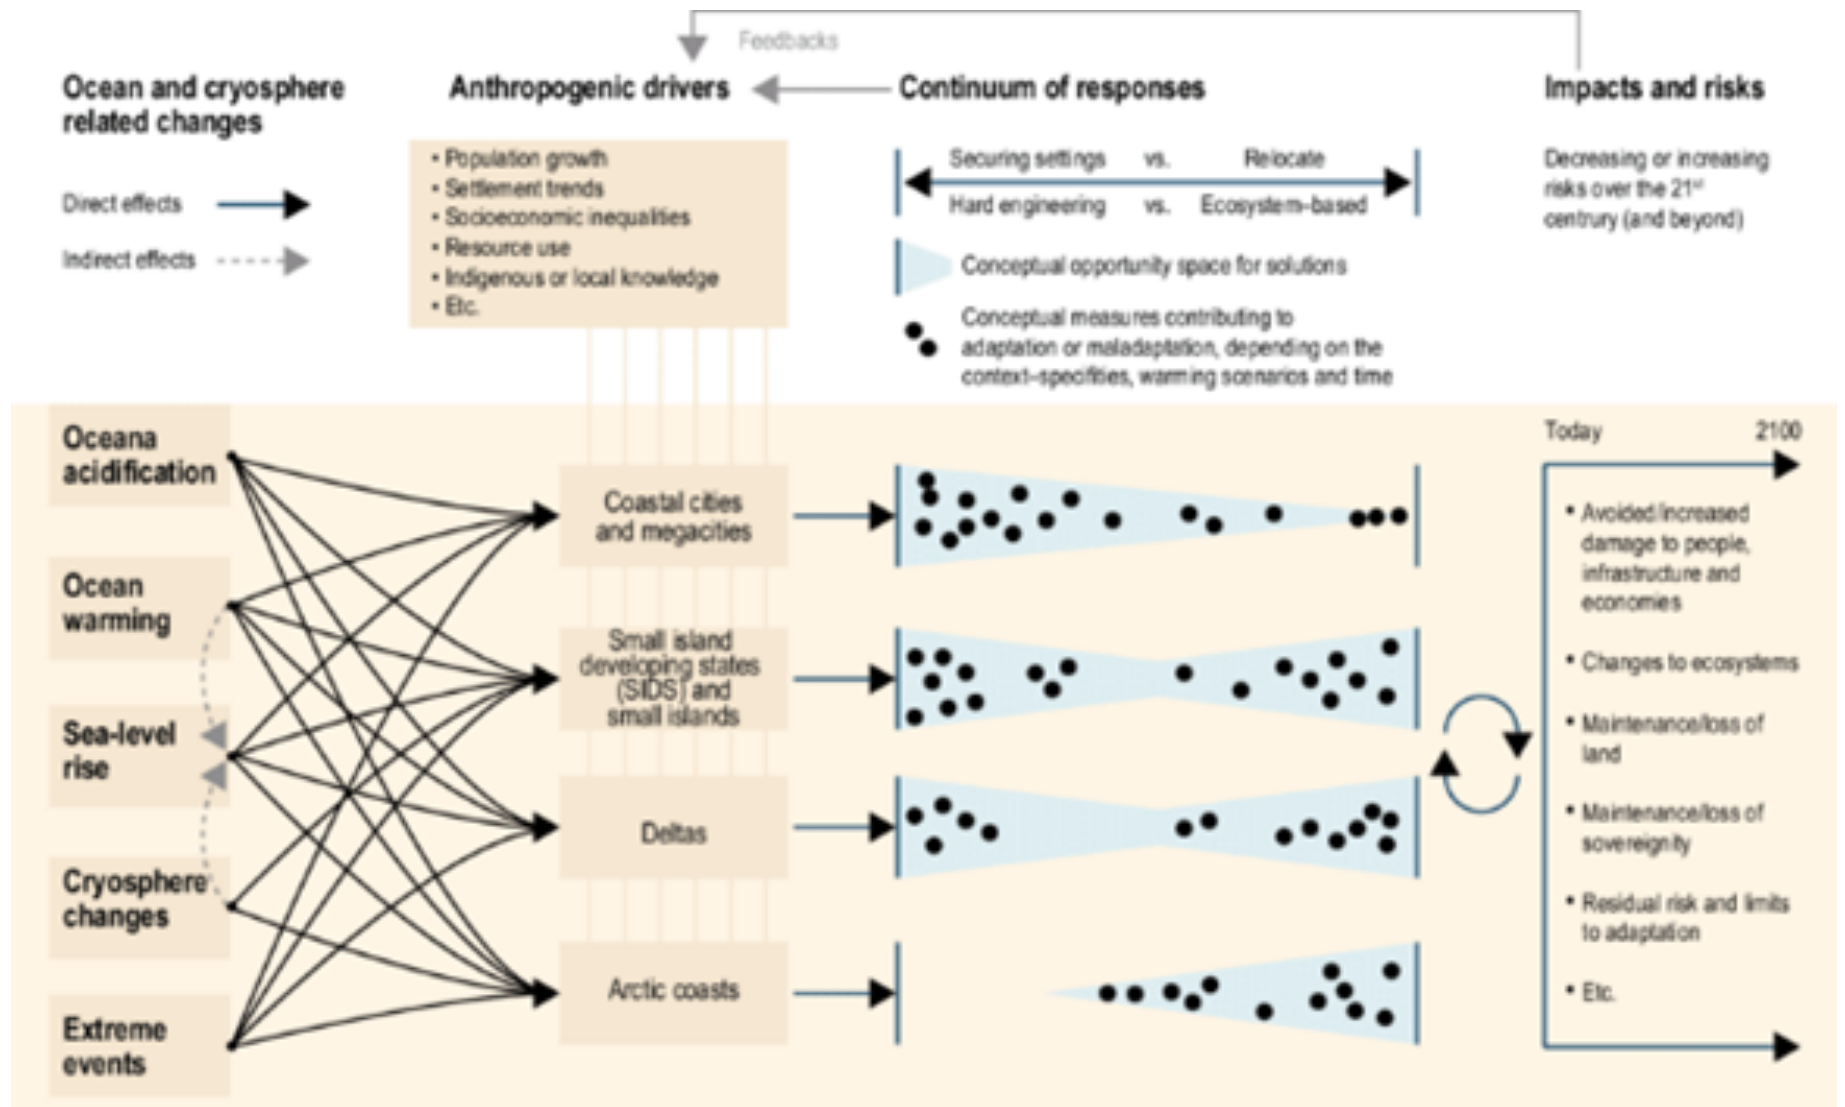 Feedbacks
Ocean and cryosphere
related changes
Direct effects
Indirect effects
Anthropogenic drivers
• Population growth
• Settlement trends
• Socioeconomic inequalities
• Resource use
• Indigenous or local knowledge
• Etc.
Continuum of responses
Securing settings vs. Relocate
Hard engineering vs. Ecosystem–based
Conceptual opportunity space for solutions
Conceptual measures contributing to
adaptation or maladaptation, depending on the
context–specifities, warming scenarios and time
Impacts and risks
Decreasing or increasing
risks over the 21st
centrury (and beyond)
Oceana
acidification
Ocean
warming
Sea-level
rise
Cryosphere
changes
Extreme
events
Coastal cities
and megacities
Small island
developing states
(SIDS) and
small islands
Deltas
Arctic coasts
Today 2100
• Avoided/increased
damage to people,
infrastructure and
economies
• Changes to ecosystems
• Maintenance/loss of
land
• Maintenance/loss of
sovereignity
• Residual risk and limits
to adaptation
• Etc.